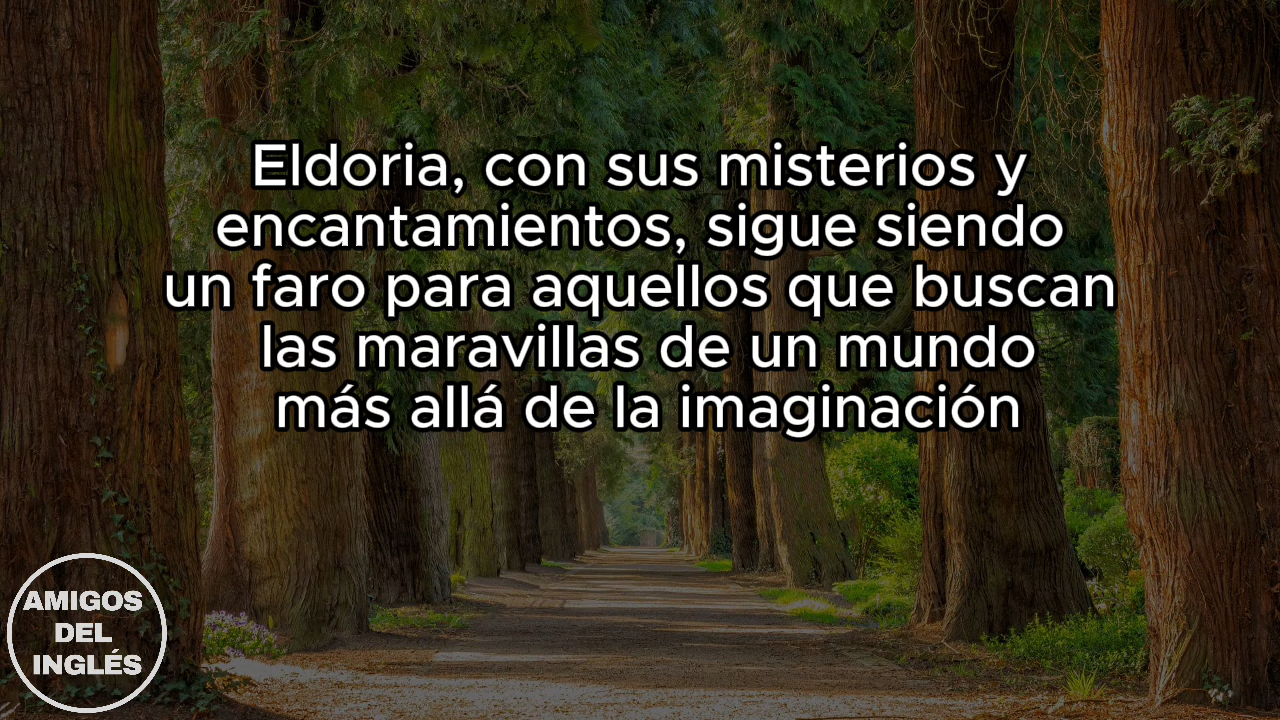 Eldoria, con sus misterios y
encantamientos, sigue siendo
un faro para aquellos que buscan
las maravillas de un mundo
más allá de la imaginación
AMIGOS
DEL
INGLÉS